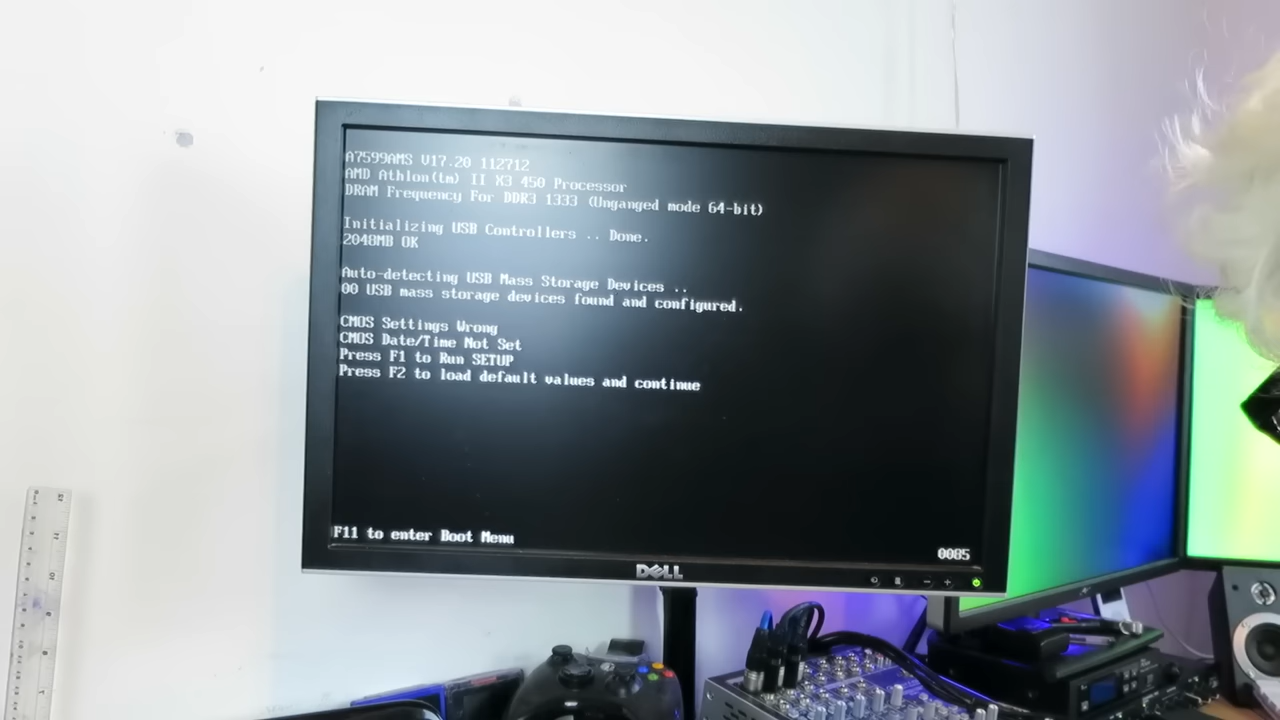 A7599AMS V17.20 112712
AMD Athlon(tm) II X3 450 Processor
DRAM Frequency For DDR3 1333 (Unganged mode 64-bit)
Initializing USB Controllers .. Done.
2048MB OK
Auto-detecting USB Mass Storage Devices ..
00 USB mass storage devices found and configured.
CMOS Settings Wrong
CMOS Date/Time Not Set
Press F1 to Run SETUP
Press F2 to load default values and continue
F11 to enter Boot Menu
0085
DELL